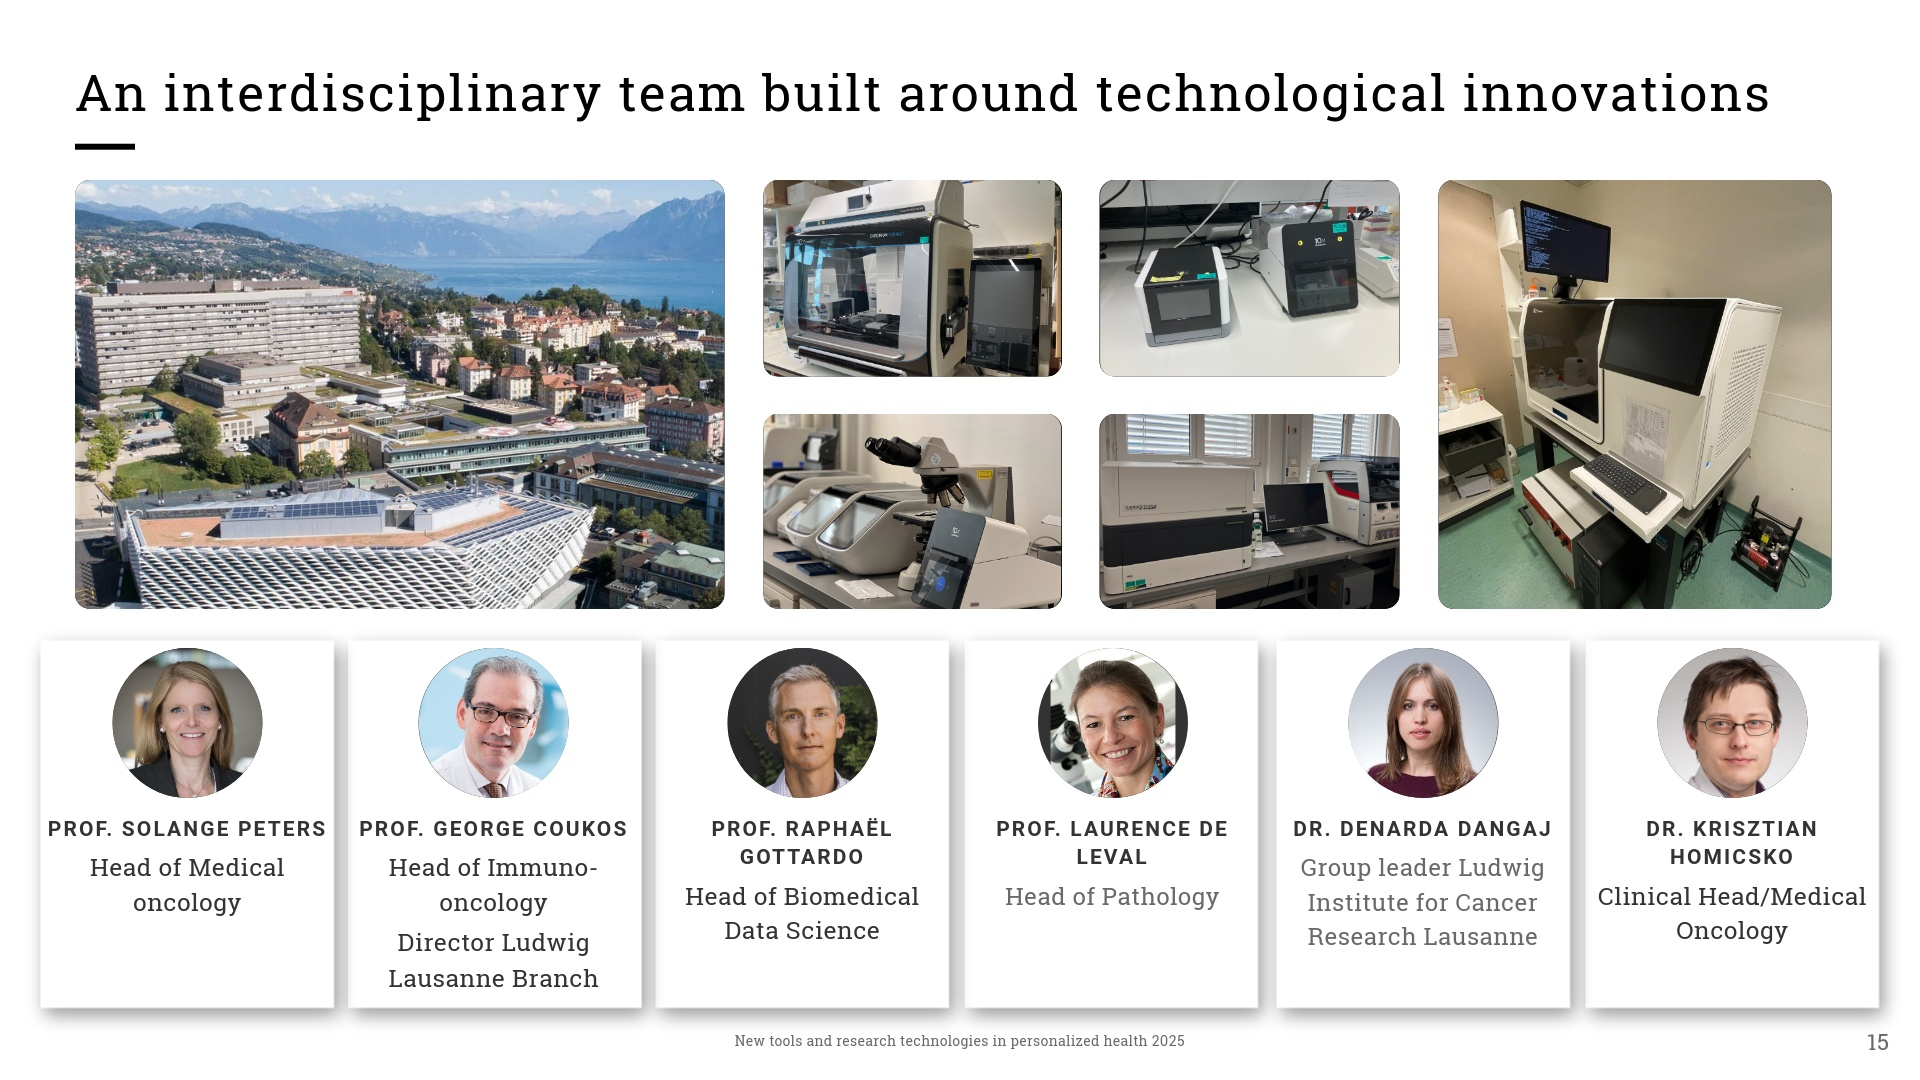 An interdisciplinary team built around technological innovations
PROF. SOLANGE PETERS
Head of Medical
oncology
PROF. GEORGE COUKOS
Head of Immuno-
oncology
Director Ludwig
Lausanne Branch
PROF. RAPHAËL
GOTTARDO
Head of Biomedical
Data Science
PROF. LAURENCE DE
LEVAL
Head of Pathology
DR. DENARDA DANGAJ
Group leader Ludwig
Institute for Cancer
Research Lausanne
DR. KRISZTIAN
HOMICSKO
Clinical Head/Medical
Oncology
New tools and research technologies in personalized health 2025
15